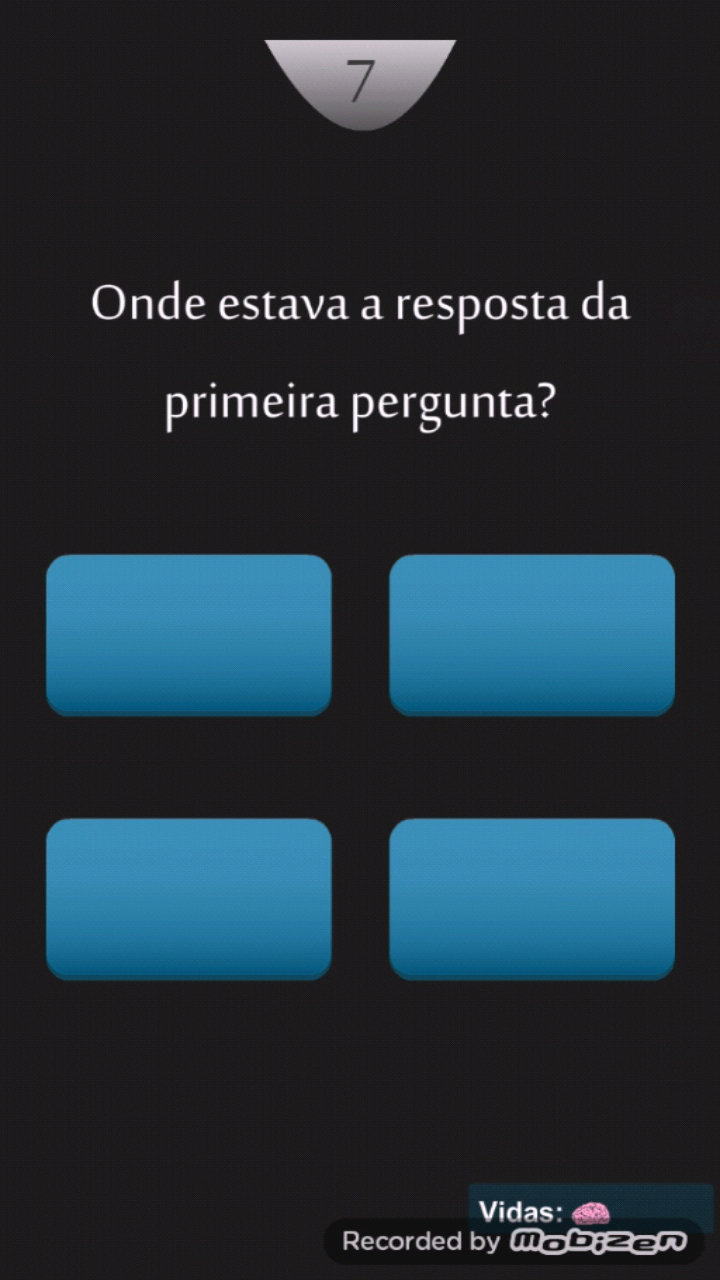 7
Onde estava a resposta da
primeira pergunta?
Vidas:
Recorded by mobizen